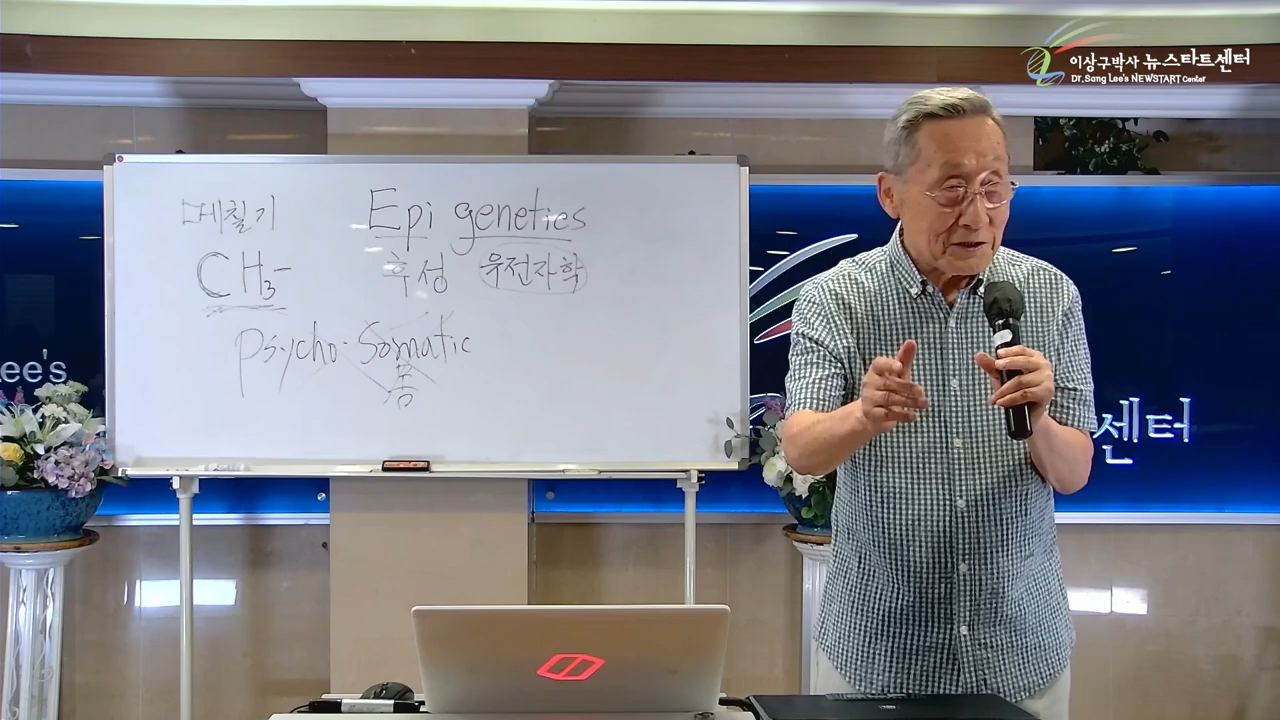 이상구박사 뉴스타트센터
Dr. Sang Lee's NEWSTART Center
메칠기 Epi genetics
CH3- 후성 유전자학
Psycho-Somatic
몸
ee's
센터